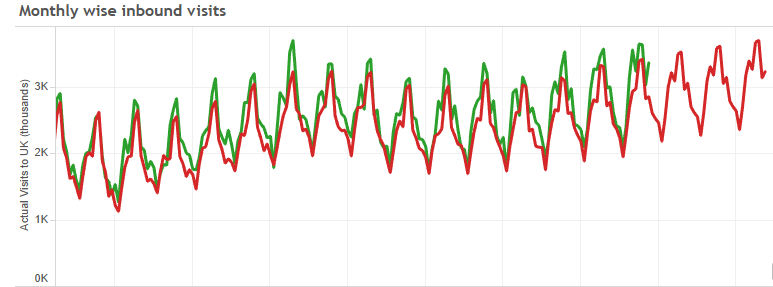 Monthly wise inbound visits
Actual Visits to UK (thousands)
3K
2K
1K
0K